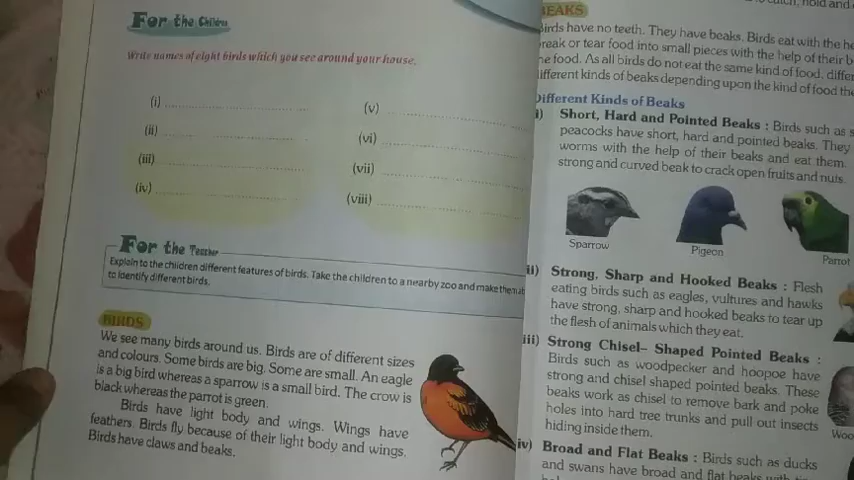 For the Children
Write names of eight birds which you see around your house.
(i) ............................
(ii) ............................
(iii) ............................
(iv) ............................
(v) ............................
(vi) ............................
(vii) ............................
(viii) ............................
For the Teacher
Explain to the children different features of birds. Take the children to a nearby zoo and make them
to identify different birds.
BIRDS
We see many birds around us. Birds are of different sizes
and colours. Some birds are big. Some are small. An eagle
is a big bird whereas a sparrow is a small bird. The crow is
black whereas the parrot is green.
Birds have light body and wings. Wings have
feathers. Birds fly because of their light body and wings.
Birds have claws and beaks.
hold and
BEAKS
Birds have no teeth. They have beaks. Birds eat with the
break or tear food into small pieces with the help of their
food. As all birds do not eat the same kind of food,
different kinds of beaks depending upon the kind of food
Different Kinds of Beaks
i) Short, Hard and Pointed Beaks : Birds such as
peacocks have short, hard and pointed beaks. They
worms with the help of their beaks and eat them.
strong and curved beak to crack open fruits and nuts.
Sparrow
Pigeon
Parrot
ii) Strong, Sharp and Hooked Beaks : Flesh
eating birds such as eagles, vultures and hawks
have strong, sharp and hooked beaks to tear up
the flesh of animals which they eat.
iii) Strong Chisel– Shaped Pointed Beaks :
Birds such as woodpecker and hoopoe have
strong and chisel shaped pointed beaks. These
beaks work as chisel to remove bark and poke
holes into hard tree trunks and pull out insects
hiding inside them.
Woo
iv) Broad and Flat Beaks : Birds such as ducks
and swans have broad and flat beaks with